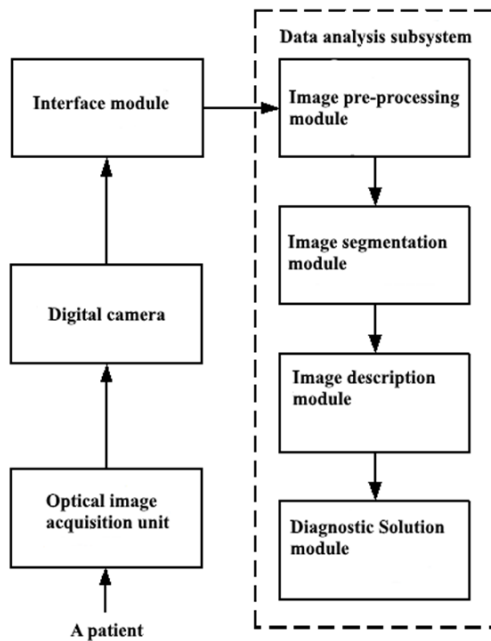 Data analysis subsystem
Interface module
Image pre-processing
module
Image segmentation
module
Digital camera
Image description
module
Optical image
acquisition unit
Diagnostic Solution
module
A patient